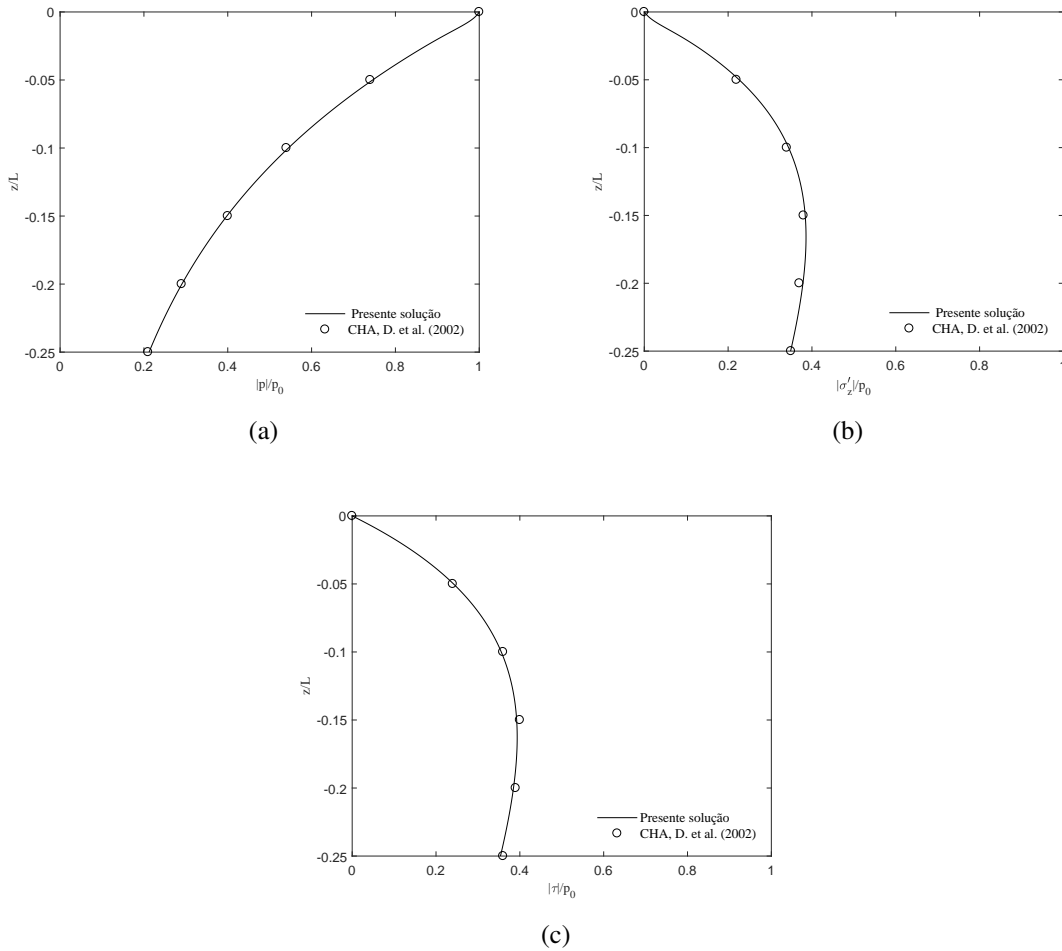 0
-0.05
-0.1
z/L
-0.15
-0.2
-0.25
Presente solução
CHA, D. et al. (2002)
0 0.2 0.4 0.6 0.8 1
|p|/p0
(a)
0
-0.05
-0.1
z/L
-0.15
-0.2
-0.25
Presente solução
CHA, D. et al. (2002)
0 0.2 0.4 0.6 0.8 1
|σ′z|/p0
(b)
0
-0.05
-0.1
z/L
-0.15
-0.2
-0.25
Presente solução
CHA, D. et al. (2002)
0 0.2 0.4 0.6 0.8 1
|τ|/p0
(c)